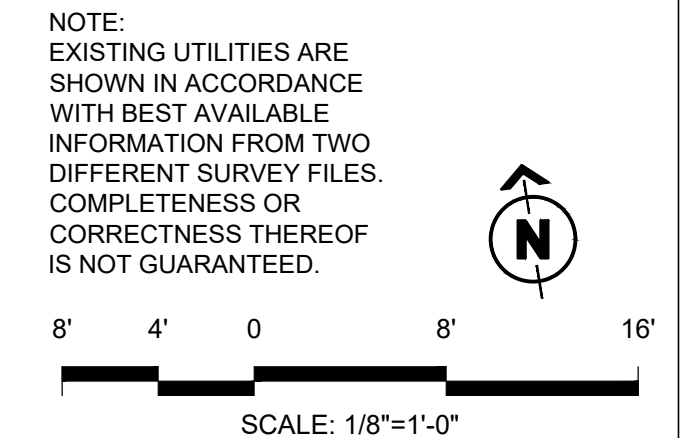 NOTE:
EXISTING UTILITIES ARE
SHOWN IN ACCORDANCE
WITH BEST AVAILABLE
INFORMATION FROM TWO
DIFFERENT SURVEY FILES.
COMPLETENESS OR
CORRECTNESS THEREOF
IS NOT GUARANTEED.
N
8' 4' 0 8' 16'
SCALE: 1/8"=1'-0"